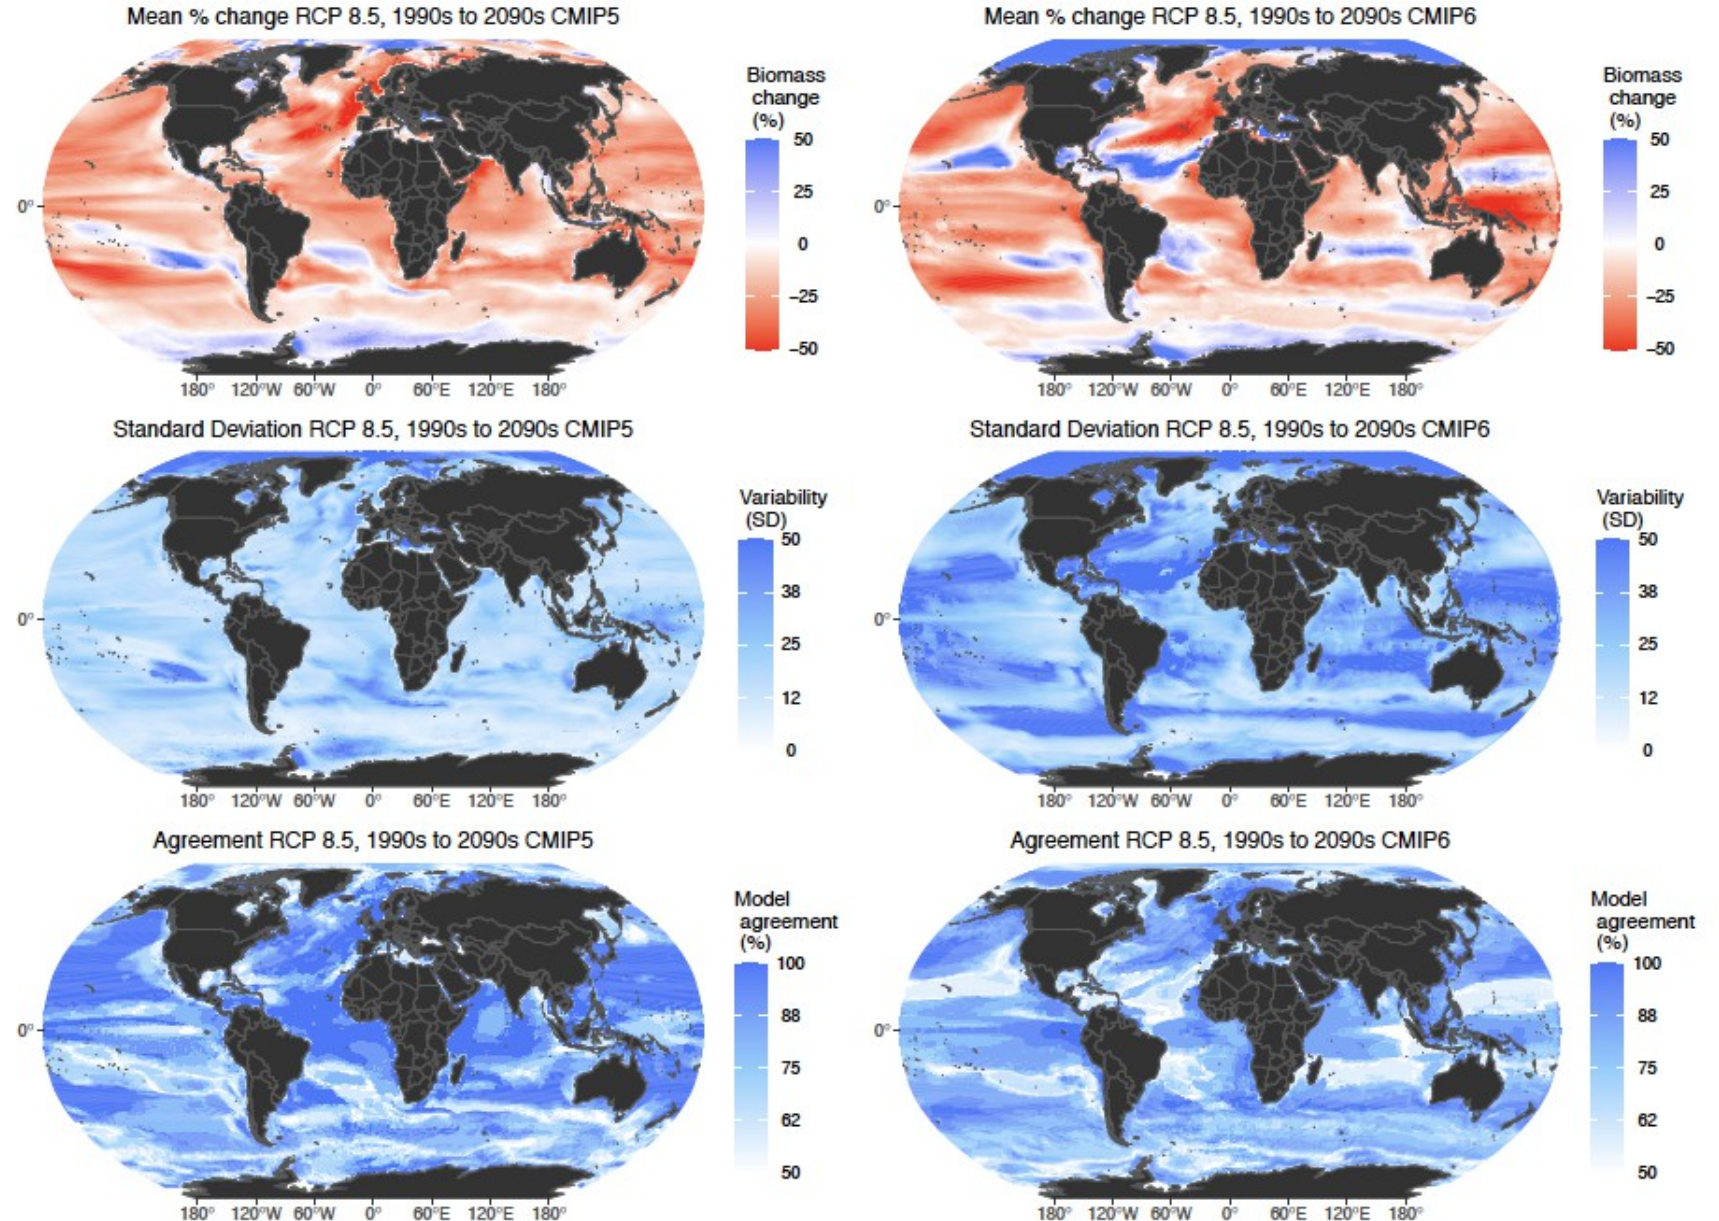 Mean % change RCP 8.5, 1990s to 2090s CMIP5
Biomass
change
(%)
50
25
0
−25
−50
0°
180° 120°W 60°W 0° 60°E 120°E 180°
Mean % change RCP 8.5, 1990s to 2090s CMIP6
Biomass
change
(%)
50
25
0
−25
−50
0°
180° 120°W 60°W 0° 60°E 120°E 180°
Standard Deviation RCP 8.5, 1990s to 2090s CMIP5
Variability
(SD)
50
38
25
12
0
0°
180° 120°W 60°W 0° 60°E 120°E 180°
Standard Deviation RCP 8.5, 1990s to 2090s CMIP6
Variability
(SD)
50
38
25
12
0
0°
180° 120°W 60°W 0° 60°E 120°E 180°
Agreement RCP 8.5, 1990s to 2090s CMIP5
Model
agreement
(%)
100
88
75
62
50
0°
180° 120°W 60°W 0° 60°E 120°E 180°
Agreement RCP 8.5, 1990s to 2090s CMIP6
Model
agreement
(%)
100
88
75
62
50
0°
180° 120°W 60°W 0° 60°E 120°E 180°